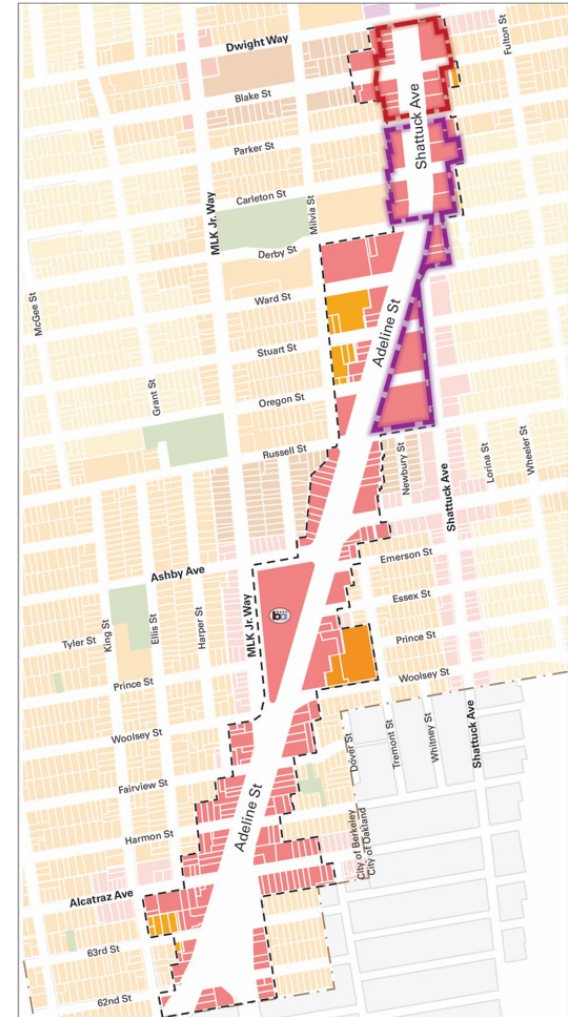 Dwight Way
Fulton St
Blake St
Shattuck Ave
Parker St
Carleton St
MLK Jr. Way
Milvia St
Derby St
McGee St
Ward St
Adeline St
Stuart St
Grant St
Oregon St
Russell St
Newbury St
Shattuck Ave
Lorina St
Wheeler St
Ashby Ave
Emerson St
MLK Jr. Way
Essex St
King St
Ellis St
Harper St
Tyler St
Prince St
Prince St
Woolsey St
Woolsey St
Dover St
Tremont St
Whitney St
Shattuck Ave
Fairview St
Adeline St
Harmon St
City of Berkeley
City of Oakland
Alcatraz Ave
63rd St
62nd St